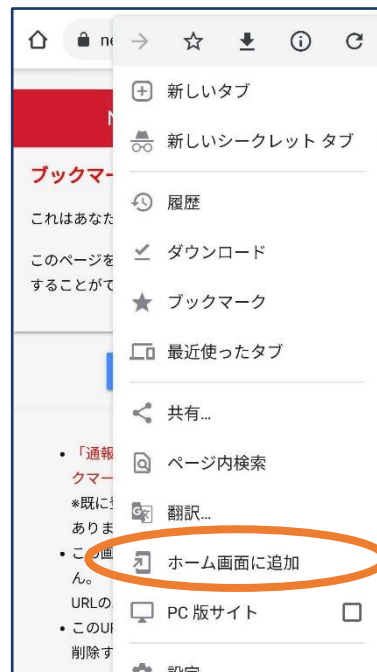 ne
新しいタブ
N
新しいシークレット タブ
ブックマー
履歴
これはあなた
このページを
ダウンロード
することがで
ブックマーク
最近使ったタブ
共有...
「通報
ページ内検索
クマー
*既に
翻訳...
ありま
この画
ホーム画面に追加
ん。
URLの
PC 版サイト
このUR
削除す
設定